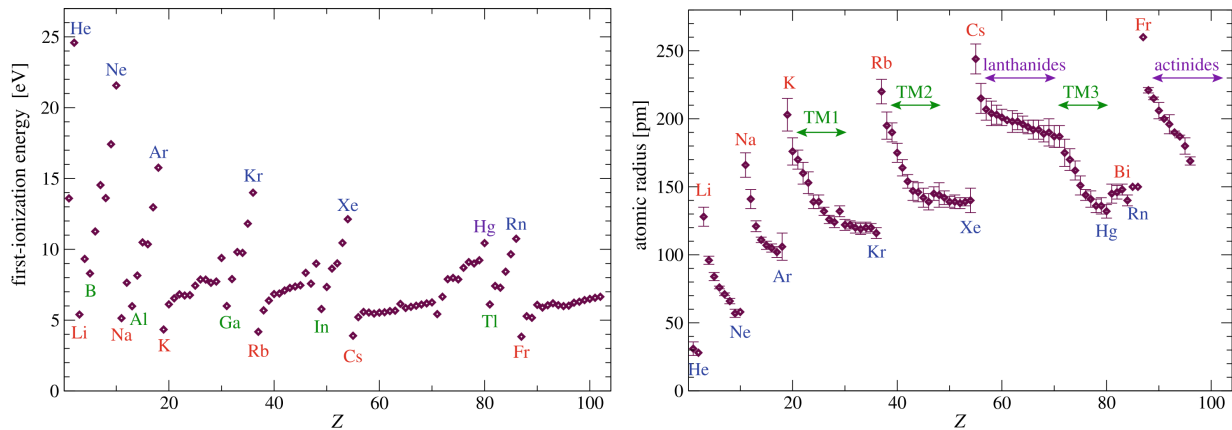 first-ionization energy [eV]
25
20
15
10
5
0
He
Ne
Ar
Kr
Xe
Hg
Rn
B
Al
Ga
In
Tl
Li
Na
K
Rb
Cs
Fr
20
40
60
80
100
Z
atomic radius [pm]
250
200
150
100
50
0
Fr
Cs
lanthanides
actinides
Rb
K
TM1
TM2
TM3
Na
Li
Bi
Rn
Hg
Xe
Kr
Ar
Ne
He
20
40
60
80
100
Z